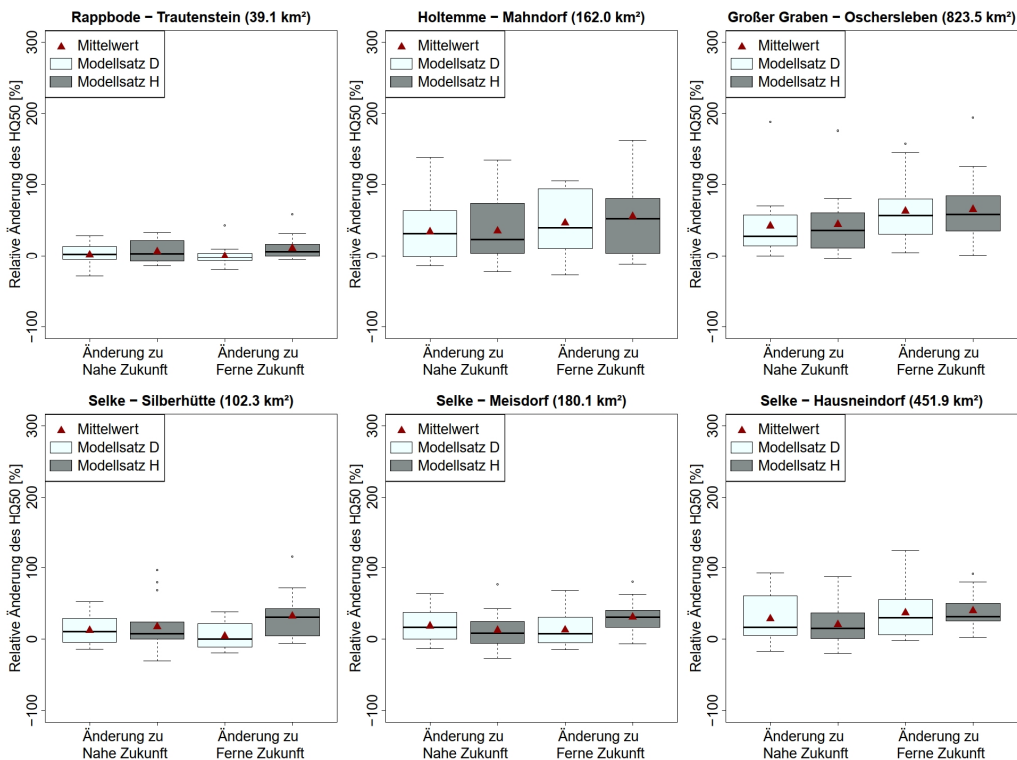 Rappbode − Trautenstein (39.1 km²)
Relative Änderung des HQ50 [%]
300
200
100
0
−100
Mittelwert
Modellsatz D
Modellsatz H
Änderung zu
Nahe Zukunft
Änderung zu
Ferne Zukunft
Holtemme − Mahndorf (162.0 km²)
Relative Änderung des HQ50 [%]
300
200
100
0
−100
Mittelwert
Modellsatz D
Modellsatz H
Änderung zu
Nahe Zukunft
Änderung zu
Ferne Zukunft
Großer Graben − Oschersleben (823.5 km²)
Relative Änderung des HQ50 [%]
300
200
100
0
−100
Mittelwert
Modellsatz D
Modellsatz H
Änderung zu
Nahe Zukunft
Änderung zu
Ferne Zukunft
Selke − Silberhütte (102.3 km²)
Relative Änderung des HQ50 [%]
300
200
100
0
−100
Mittelwert
Modellsatz D
Modellsatz H
Änderung zu
Nahe Zukunft
Änderung zu
Ferne Zukunft
Selke − Meisdorf (180.1 km²)
Relative Änderung des HQ50 [%]
300
200
100
0
−100
Mittelwert
Modellsatz D
Modellsatz H
Änderung zu
Nahe Zukunft
Änderung zu
Ferne Zukunft
Selke − Hausneindorf (451.9 km²)
Relative Änderung des HQ50 [%]
300
200
100
0
−100
Mittelwert
Modellsatz D
Modellsatz H
Änderung zu
Nahe Zukunft
Änderung zu
Ferne Zukunft